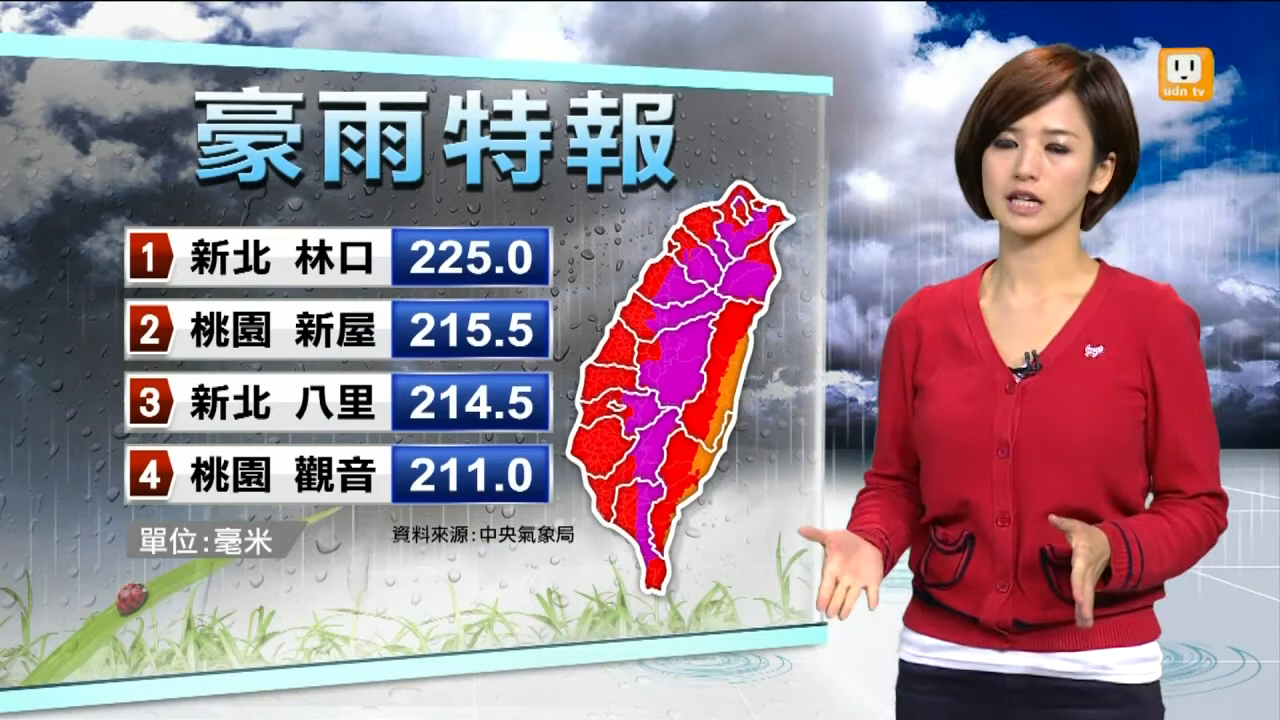 豪雨特報
1 新北 林口 225.0
2 桃園 新屋 215.5
3 新北 八里 214.5
4 桃園 觀音 211.0
單位:毫米
資料來源:中央氣象局
udn tv